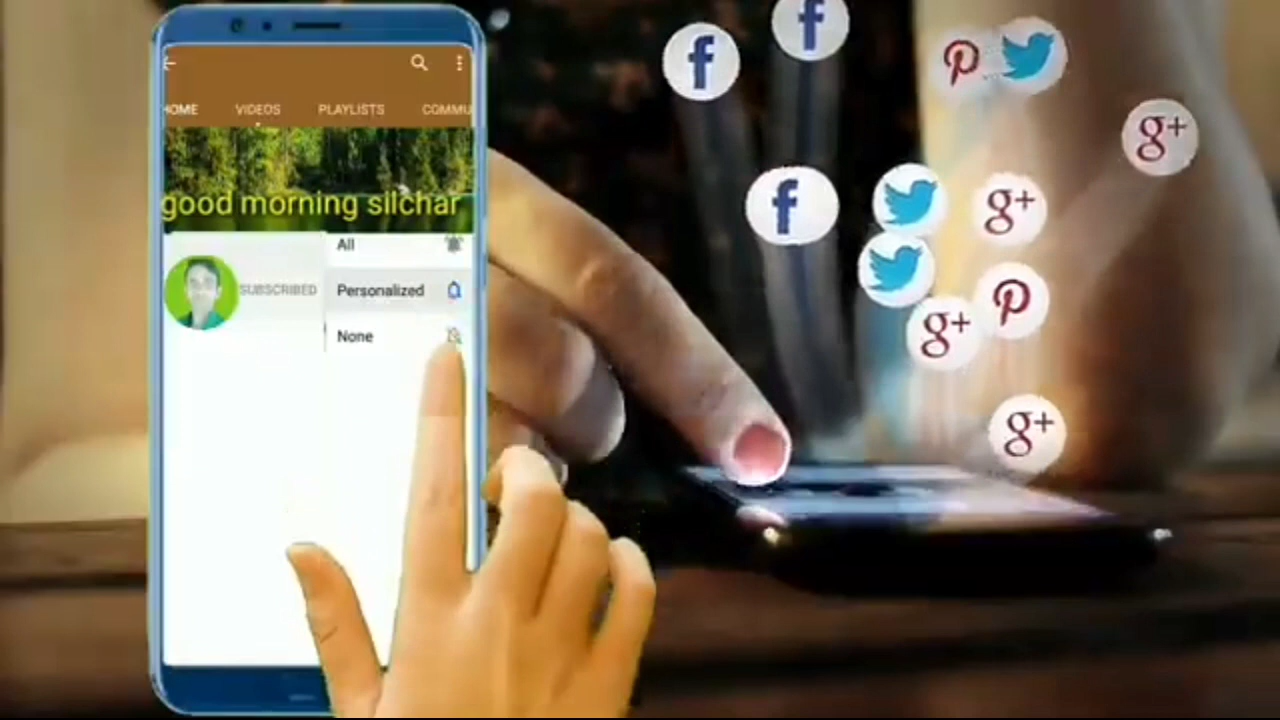 HOME VIDEOS PLAYLISTS COMMU
good morning silchar
All
SUBSCRIBED Personalized
None
f
f
P
g+
f
g+
P
g+
g+